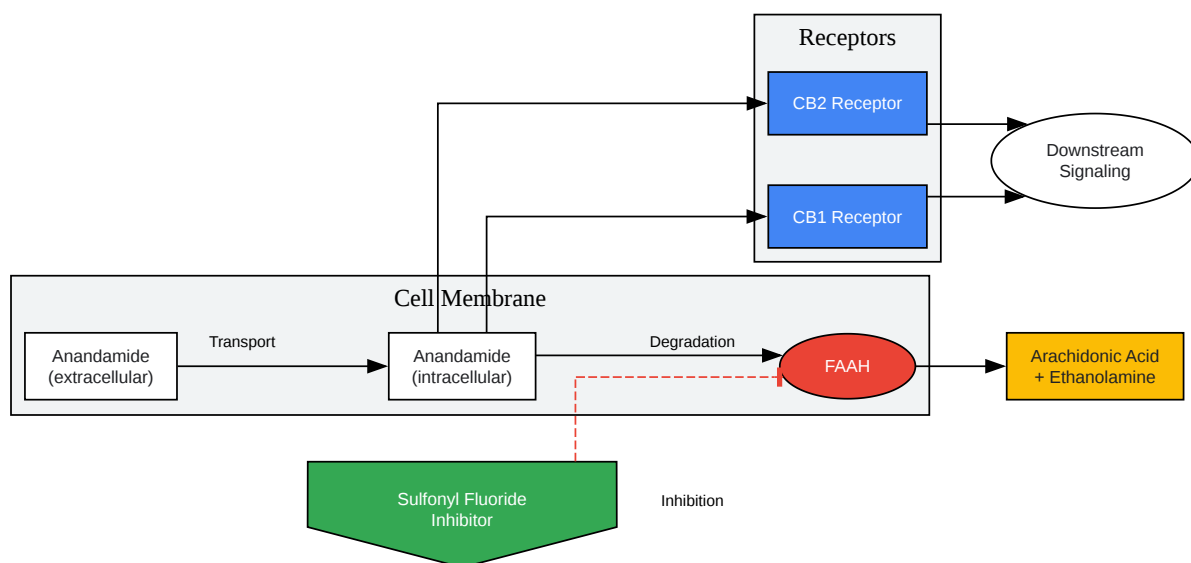 Receptors
CB2 Receptor
Downstream
Signaling
CB1 Receptor
Cell Membrane
Anandamide
(extracellular)
Transport
Anandamide
(intracellular)
Degradation
FAAH
Arachidonic Acid
+ Ethanolamine
Sulfonyl Fluoride
Inhibitor
Inhibition